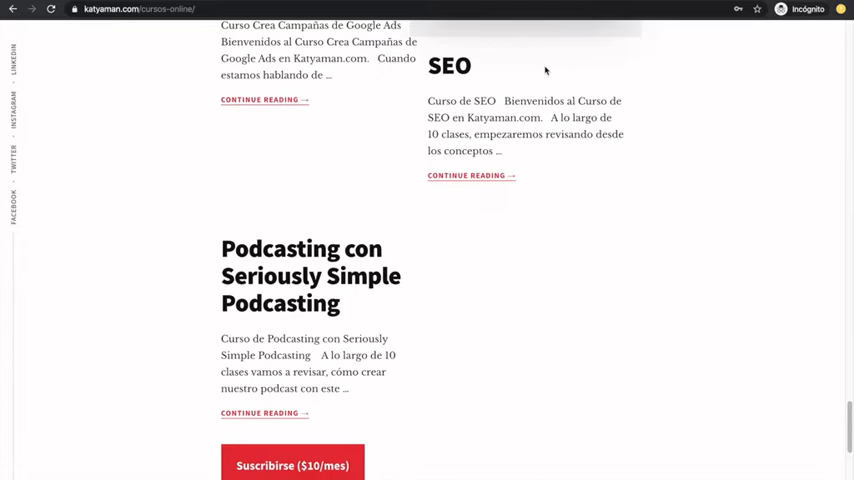 katyaman.com/cursos-online/
Incógnito
LINKEDIN
INSTAGRAM
TWITTER
FACEBOOK
Curso Crea Campañas de Google Ads
Bienvenidos al Curso Crea Campañas de
Google Ads en Katyaman.com. Cuando
estamos hablando de ...
CONTINUE READING →
SEO
Curso de SEO Bienvenidos al Curso de
SEO en Katyaman.com. A lo largo de
10 clases, empezaremos revisando desde
los conceptos ...
CONTINUE READING →
Podcasting con
Seriously Simple
Podcasting
Curso de Podcasting con Seriously
Simple Podcasting A lo largo de 10
clases vamos a revisar, cómo crear
nuestro podcast con este ...
CONTINUE READING →
Suscribirse ($10/mes)